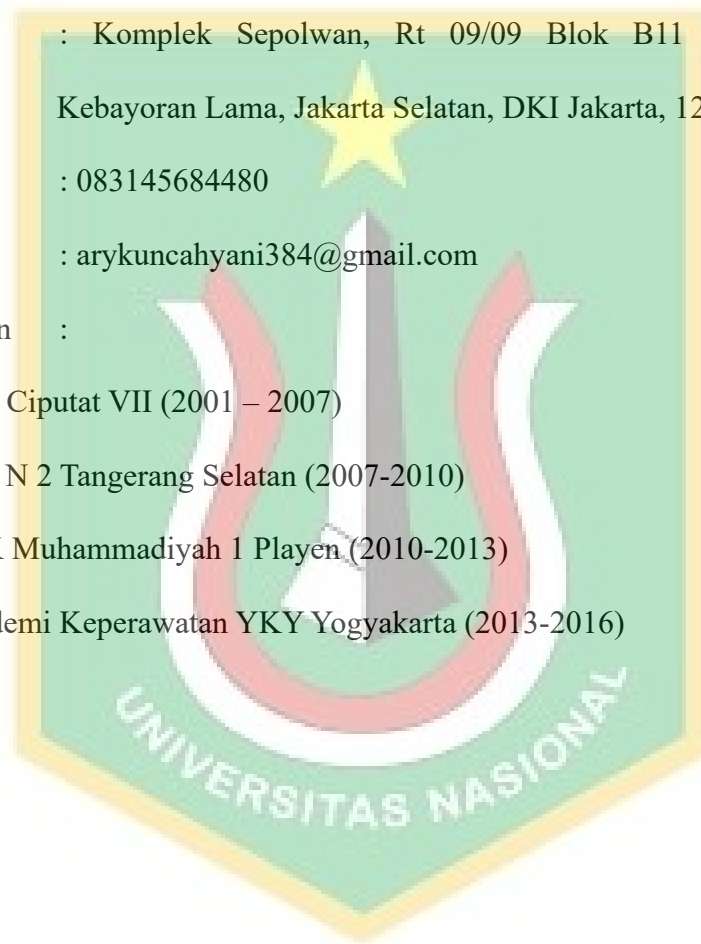 : Komplek Sepolwan, Rt 09/09 Blok B11
Kebayoran Lama, Jakarta Selatan, DKI Jakarta, 12
: 083145684480
: arykuncahyani384@gmail.com
n :
Ciputat VII (2001 – 2007)
N 2 Tangerang Selatan (2007-2010)
K Muhammadiyah 1 Playen (2010-2013)
demi Keperawatan YKY Yogyakarta (2013-2016)
UNIVERSITAS NASIONAL